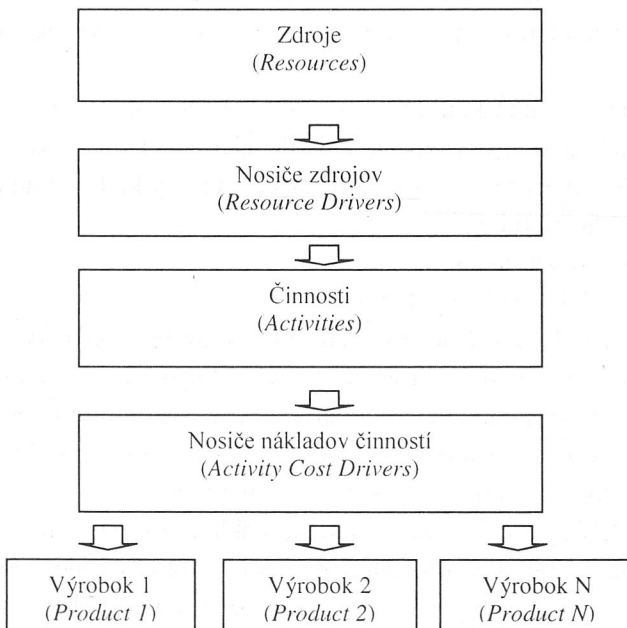 Zdroje
(Resources)
Nosiče zdrojov
(Resource Drivers)
Činnosti
(Activities)
Nosiče nákladov činností
(Activity Cost Drivers)
Výrobok 1
(Product 1)
Výrobok 2
(Product 2)
Výrobok N
(Product N)